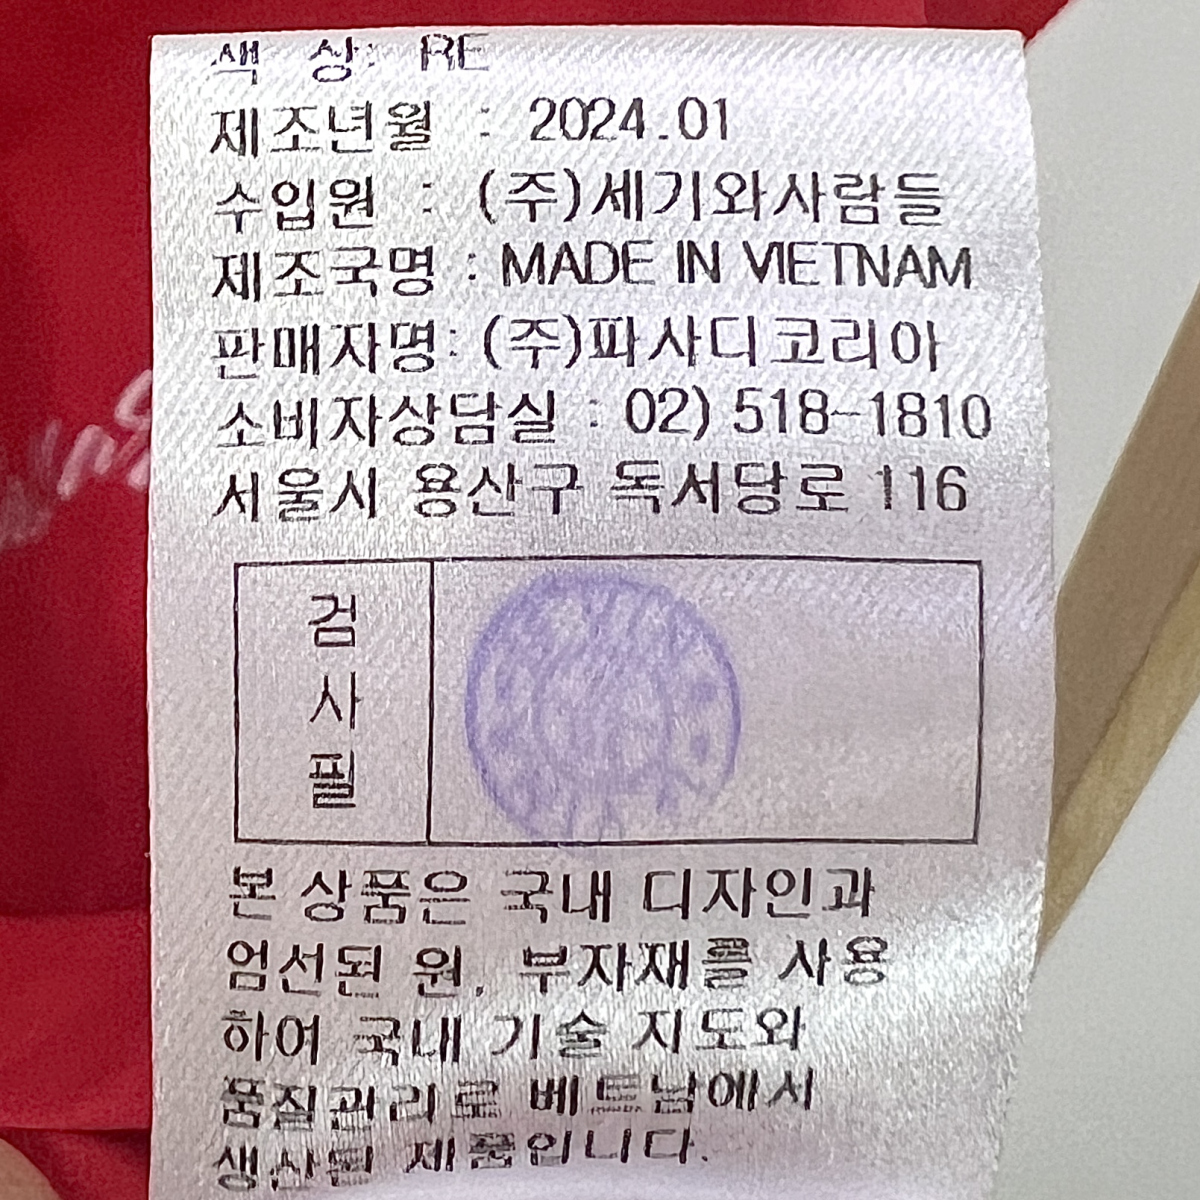 색 상: RE
제조년월 : 2024.01
수입원 : (주)세기와사람들
제조국명 : MADE IN VIETNAM
판매자명: (주)파사디코리아
소비자상담실 : 02) 518-1810
서울시 용산구 독서당로 116
검
사
필
본 상품은 국내 디자인과
엄선된 원, 부자재를 사용
하여 국내 기술 지도와
품질관리로 베트남에서
생산된 제품입니다.